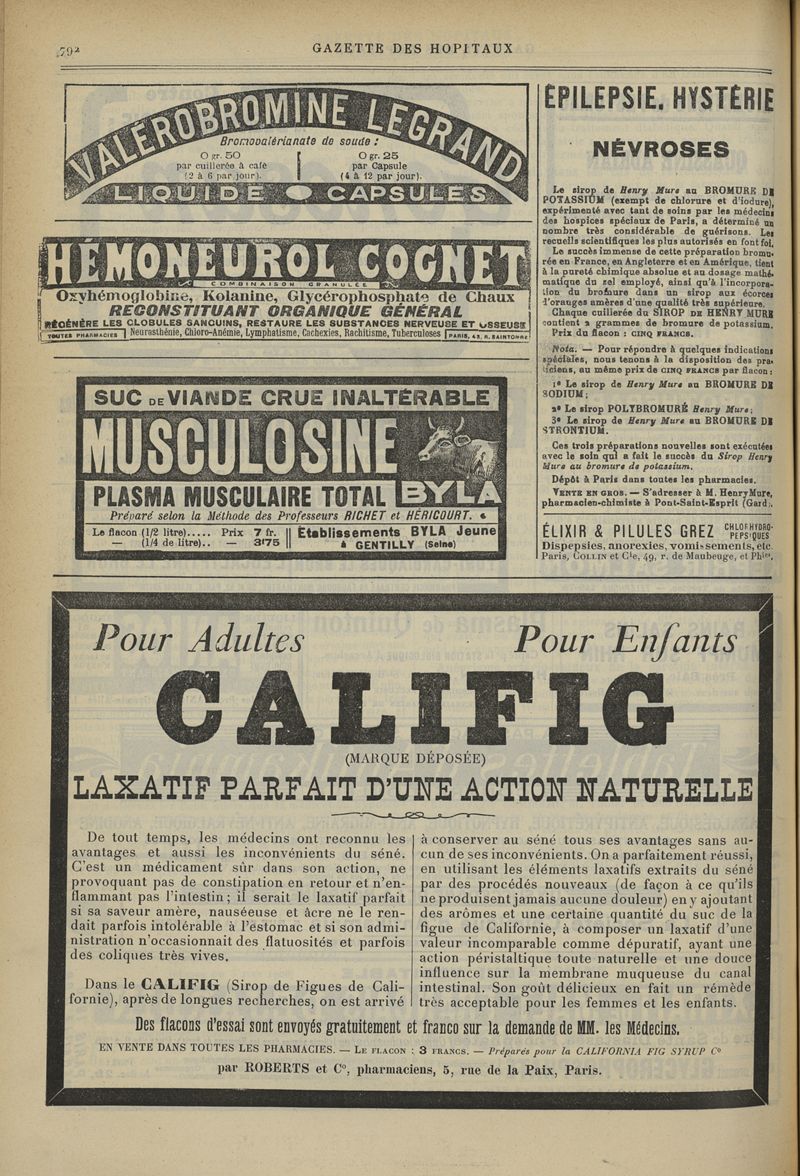 792
GAZETTE DES HOPITAUX
VALÉROBROMINE LEGRAND
Bromovalérianate de soude :
0 gr. 50
par cuillerée à café
(2 à 6 par jour).
0 gr. 25
par Capsule
(4 à 12 par jour).
LIQUIDE CAPSULES
HÉMONEUROL COGNET
COMBINAISON GRANULÉE
Oxyhémoglobine, Kolanine, Glycérophosphate de Chaux
RECONSTITUANT ORGANIQUE GÉNÉRAL
RÉGÉNÈRE LES GLOBULES SANGUINS, RESTAURE LES SUBSTANCES NERVEUSE ET OSSEUSE
TOUTES PHARMACIES Neurasthénie, Chloro-Anémie, Lymphatisme, Cachexies, Rachitisme, Tuberculoses PARIS, 43, R. SAINTONGE
SUC DE VIANDE CRUE INALTÉRABLE
MUSCULOSINE
PLASMA MUSCULAIRE TOTAL BYLA
Préparé selon la Méthode des Professeurs RICHET et HÉRICOURT.
Le flacon (1/2 litre)..... Prix 7 fr.
— (1/4 de litre).. — 3f75
Etablissements BYLA Jeune
à GENTILLY (Seine)
ÉPILEPSIE. HYSTÉRIE
NÉVROSES
Le sirop de Henry Mure au BROMURE DE
POTASSIUM (exempt de chlorure et d'iodure),
expérimenté avec tant de soins par les médecins
des hospices spéciaux de Paris, a déterminé un
nombre très considérable de guérisons. Les
recueils scientifiques les plus autorisés en font foi.
Le succès immense de cette préparation bromu-
rée en France, en Angleterre et en Amérique, tient
à la pureté chimique absolue et au dosage mathé-
matique du sel employé, ainsi qu'à l'incorpora-
tion du bromure dans un sirop aux écorces
d'oranges amères d'une qualité très supérieure.
Chaque cuillerée du SIROP DE HENRY MURE
contient 2 grammes de bromure de potassium.
Prix du flacon : CINQ FRANCS.
Nota. — Pour répondre à quelques indications
spéciales, nous tenons à la disposition des pra-
ticiens, au même prix de CINQ FRANCS par flacon :
1° Le sirop de Henry Mure au BROMURE DE
SODIUM;
2° Le sirop POLYBROMURÉ Henry Mure;
3° Le sirop de Henry Mure au BROMURE DE
STRONTIUM.
Ces trois préparations nouvelles sont exécutées
avec le soin qui a fait le succès du Sirop Henry
Mure au bromure de potassium.
Dépôt à Paris dans toutes les pharmacies.
VENTE EN GROS. — S'adresser à M. Henry Mure,
pharmacien-chimiste à Pont-Saint-Esprit (Gard).
ÉLIXIR & PILULES GREZ CHLORHYDRO-
PEPSIQUES
Dispepsies, anorexies, vomissements, etc.
Paris, COLLIN et Cie, 49, r. de Maubeuge, et Phies.
Pour Adultes Pour Enfants
CALIFIG
(MARQUE DÉPOSÉE)
LAXATIF PARFAIT D'UNE ACTION NATURELLE
De tout temps, les médecins ont reconnu les
avantages et aussi les inconvénients du séné.
C'est un médicament sûr dans son action, ne
provoquant pas de constipation en retour et n'en-
flammant pas l'intestin; il serait le laxatif parfait
si sa saveur amère, nauséeuse et âcre ne le ren-
dait parfois intolérable à l'estomac et si son admi-
nistration n'occasionnait des flatuosités et parfois
des coliques très vives.
Dans le CALIFIG (Sirop de Figues de Cali-
fornie), après de longues recherches, on est arrivé
à conserver au séné tous ses avantages sans au-
cun de ses inconvénients. On a parfaitement réussi,
en utilisant les éléments laxatifs extraits du séné
par des procédés nouveaux (de façon à ce qu'ils
ne produisent jamais aucune douleur) en y ajoutant
des arômes et une certaine quantité du suc de la
figue de Californie, à composer un laxatif d'une
valeur incomparable comme dépuratif, ayant une
action péristaltique toute naturelle et une douce
influence sur la membrane muqueuse du canal
intestinal. Son goût délicieux en fait un rémède
très acceptable pour les femmes et les enfants.
Des flacons d'essai sont envoyés gratuitement et franco sur la demande de MM. les Médecins.
EN VENTE DANS TOUTES LES PHARMACIES. — LE FLACON : 3 FRANCS. — Préparés pour la CALIFORNIA FIG SYRUP Co
par ROBERTS et Co, pharmaciens, 5, rue de la Paix, Paris.